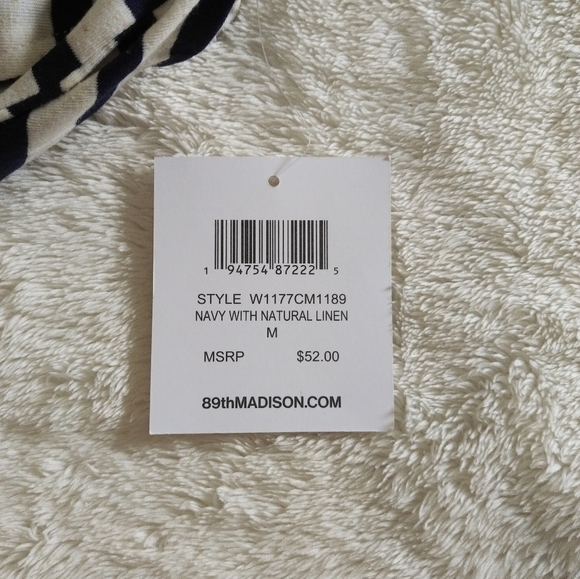 1 94754 87222 5
STYLE W1177CM1189
NAVY WITH NATURAL LINEN
M
MSRP $52.00
89thMADISON.COM